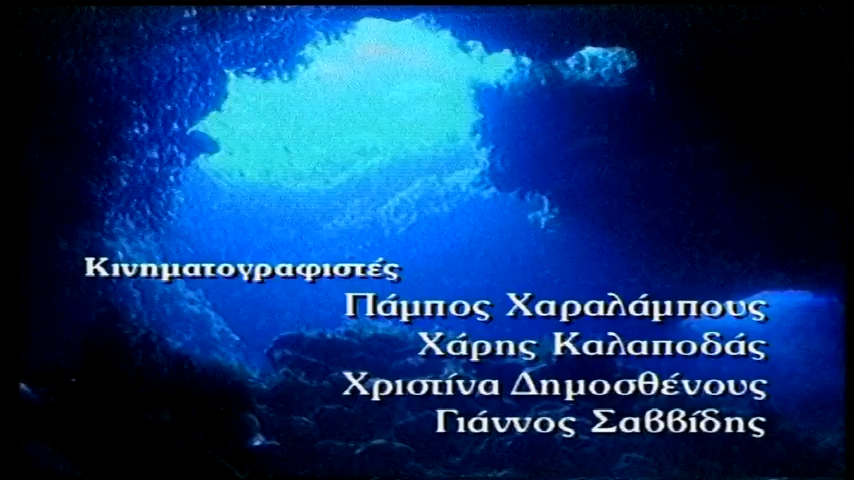 Κινηματογραφιστές
Πάμπος Χαραλάμπους
Χάρης Καλαποδάς
Χριστίνα Δημοσθένους
Γιάννος Σαββίδης